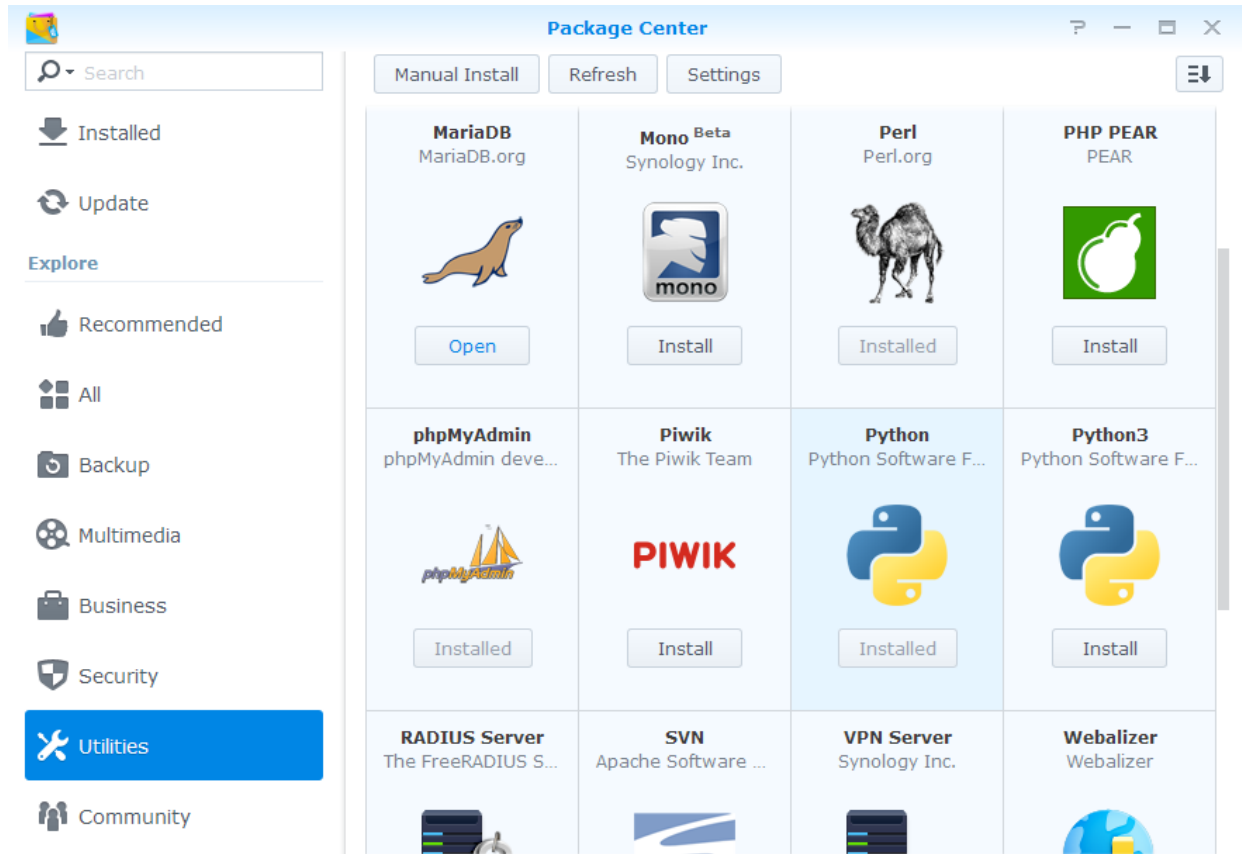 Package Center
Search
Manual Install
Refresh
Settings
Installed
Update
Explore
Recommended
All
Backup
Multimedia
Business
Security
Utilities
Community
MariaDB
MariaDB.org
Open
Mono Beta
Synology Inc.
mono
Install
Perl
Perl.org
Installed
PHP PEAR
PEAR
Install
phpMyAdmin
phpMyAdmin deve...
phpMyAdmin
Installed
Piwik
The Piwik Team
PIWIK
Install
Python
Python Software F...
Installed
Python3
Python Software F...
Install
RADIUS Server
The FreeRADIUS S...
SVN
Apache Software ...
VPN Server
Synology Inc.
Webalizer
Webalizer